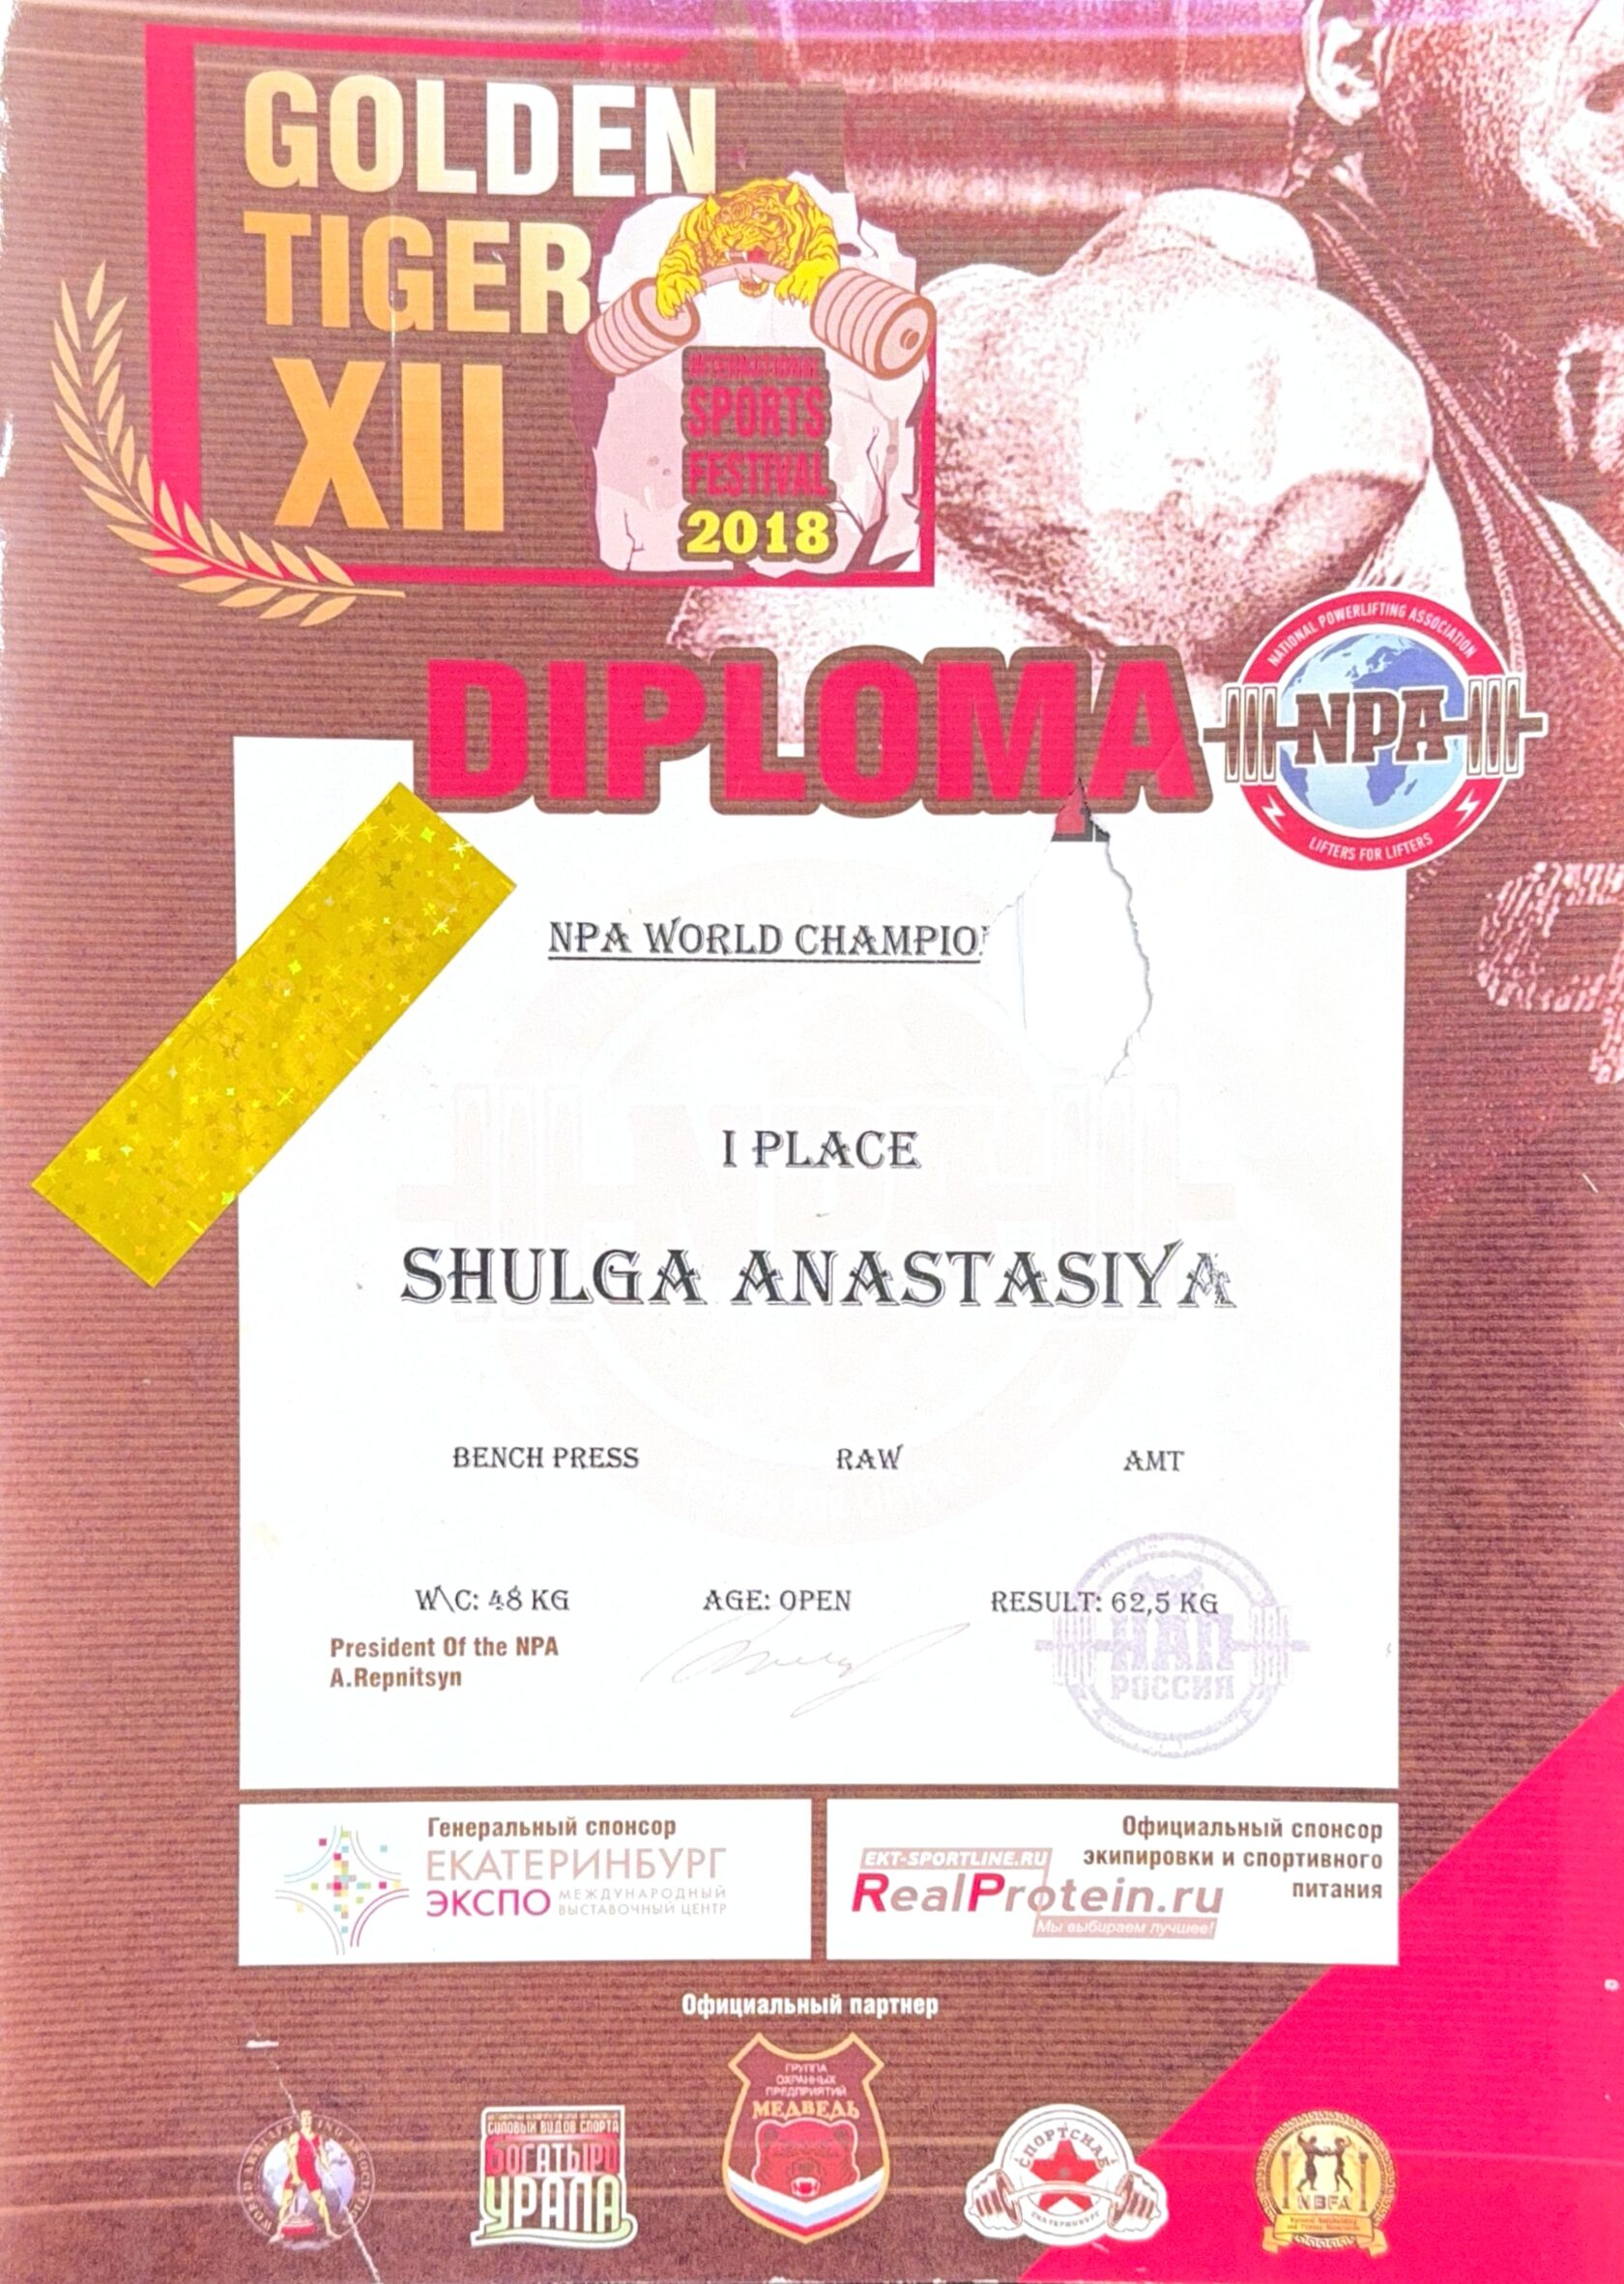 GOLDEN
TIGER
XII
INTERNATIONAL
SPORTS
FESTIVAL
2018
DIPLOMA
NATIONAL POWERLIFTING ASSOCIATION
NPA
LIFTERS FOR LIFTERS
NPA WORLD
I PLACE
SHULGA ANASTASIYA
BENCH PRESS RAW AMT
W\C: 48 KG AGE: OPEN RESULT: 62,5 KG
President Of the NPA
A.Repnitsyn
НАП
РОССИЯ
Генеральный спонсор
ЕКАТЕРИНБУРГ
ЭКСПО МЕЖДУНАРОДНЫЙ
ВЫСТАВОЧНЫЙ ЦЕНТР
Официальный спонсор
экипировки и спортивного
питания
EKT-SPORTLINE.RU
RealProtein.ru
Мы выбираем лучшее!
Официальный партнер
ГРУППА
ОХРАННЫХ
ПРЕДПРИЯТИЙ
МЕДВЕДЬ
СИЛОВЫХ ВИДОВ СПОРТА
БОГАТЫРИ
УРАЛА
СПОРТСНАБ
ЕКАТЕРИНБУРГ
NBFA